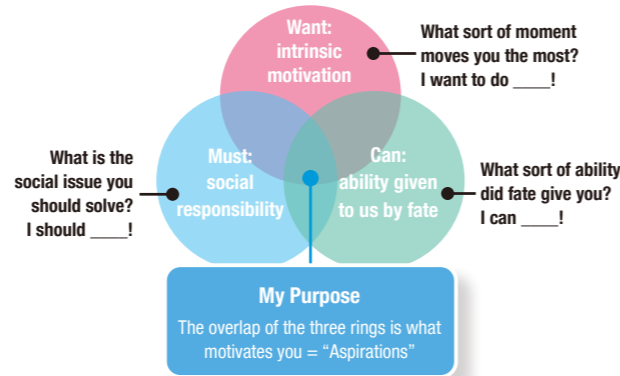 Want:
intrinsic
motivation
What sort of moment
moves you the most?
I want to do ____!
Must:
social
responsibility
What is the
social issue you
should solve?
I should ____!
Can:
ability given
to us by fate
What sort of ability
did fate give you?
I can ____!
My Purpose
The overlap of the three rings is what
motivates you = “Aspirations”